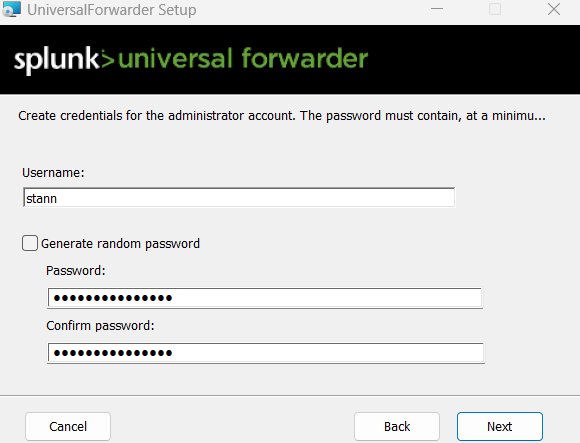 UniversalForwarder Setup
splunk>universal forwarder
Create credentials for the administrator account. The password must contain, at a minimu...
Username:
stann
Generate random password
Password:
●●●●●●●●●●●●●●●
Confirm password:
●●●●●●●●●●●●●●●
Cancel
Back
Next